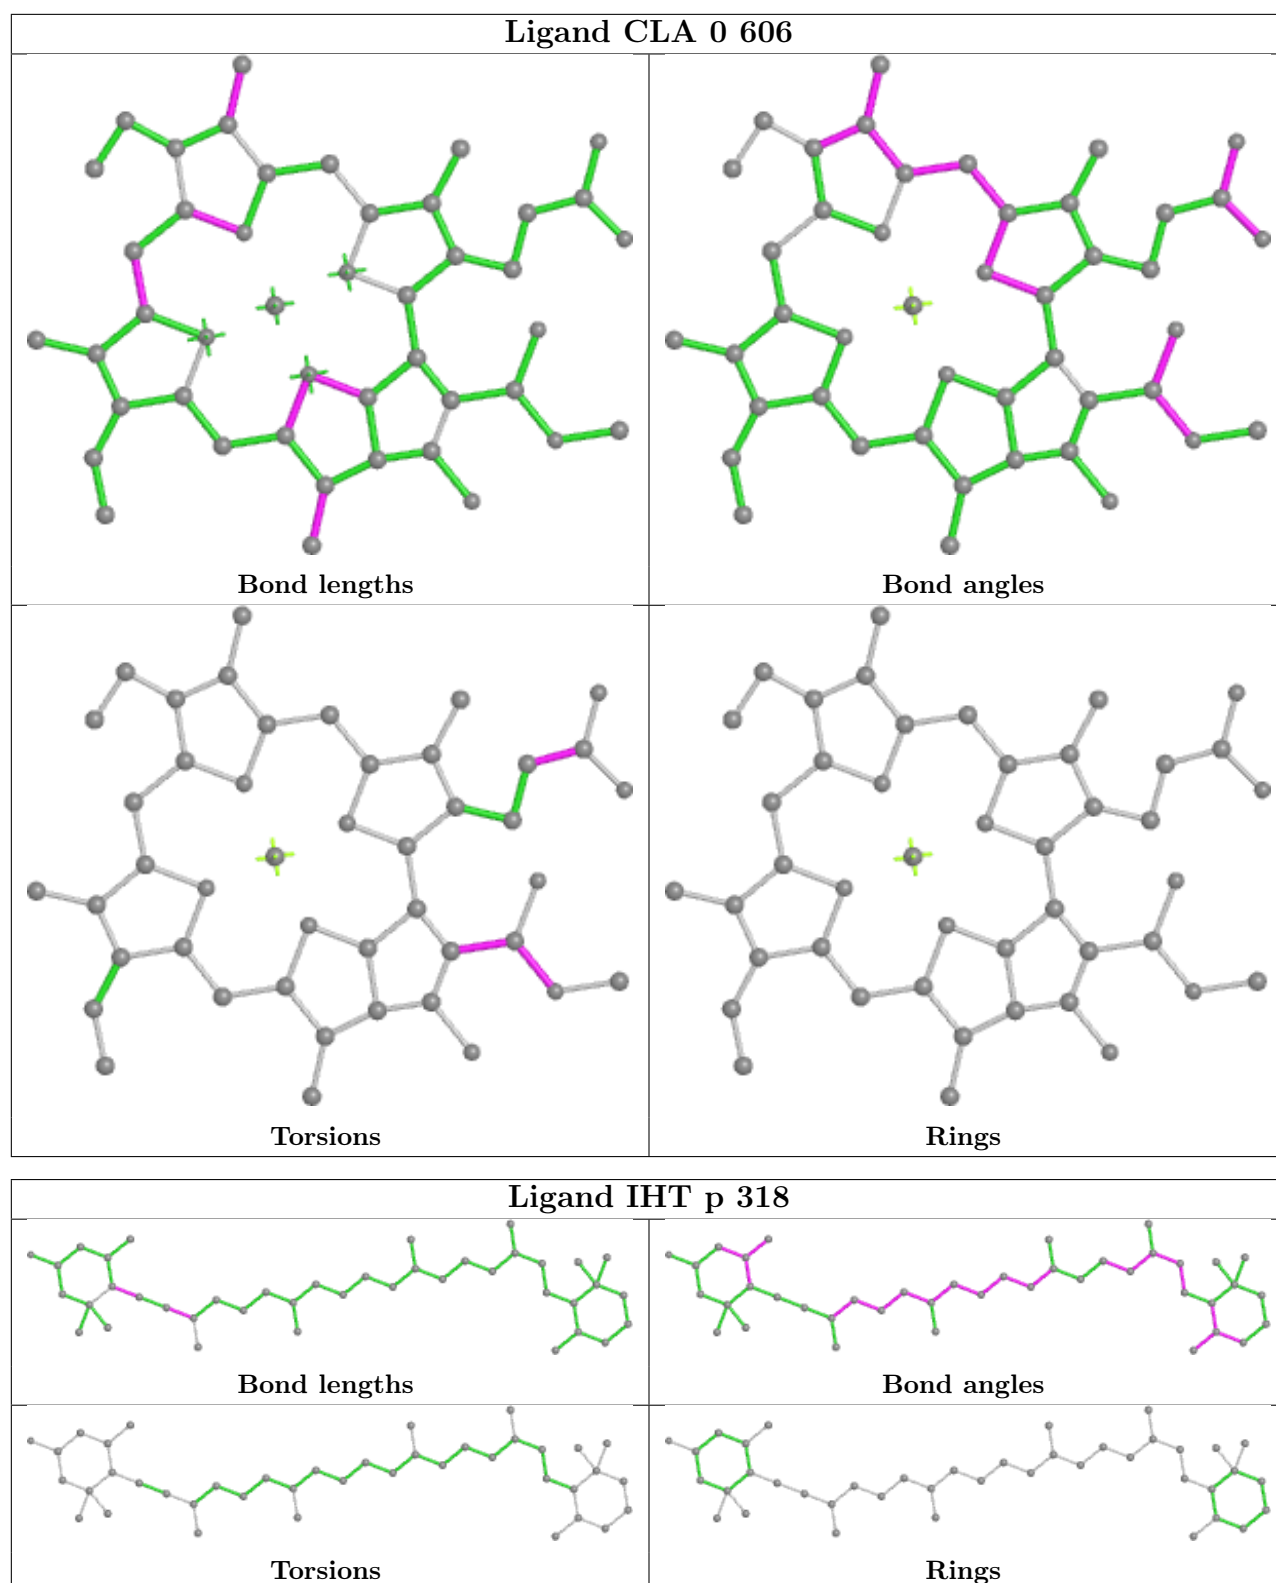 Ligand CLA 0 606
Bond lengths
Bond angles
Torsions
Rings
Ligand IHT p 318
Bond lengths
Bond angles
Torsions
Rings